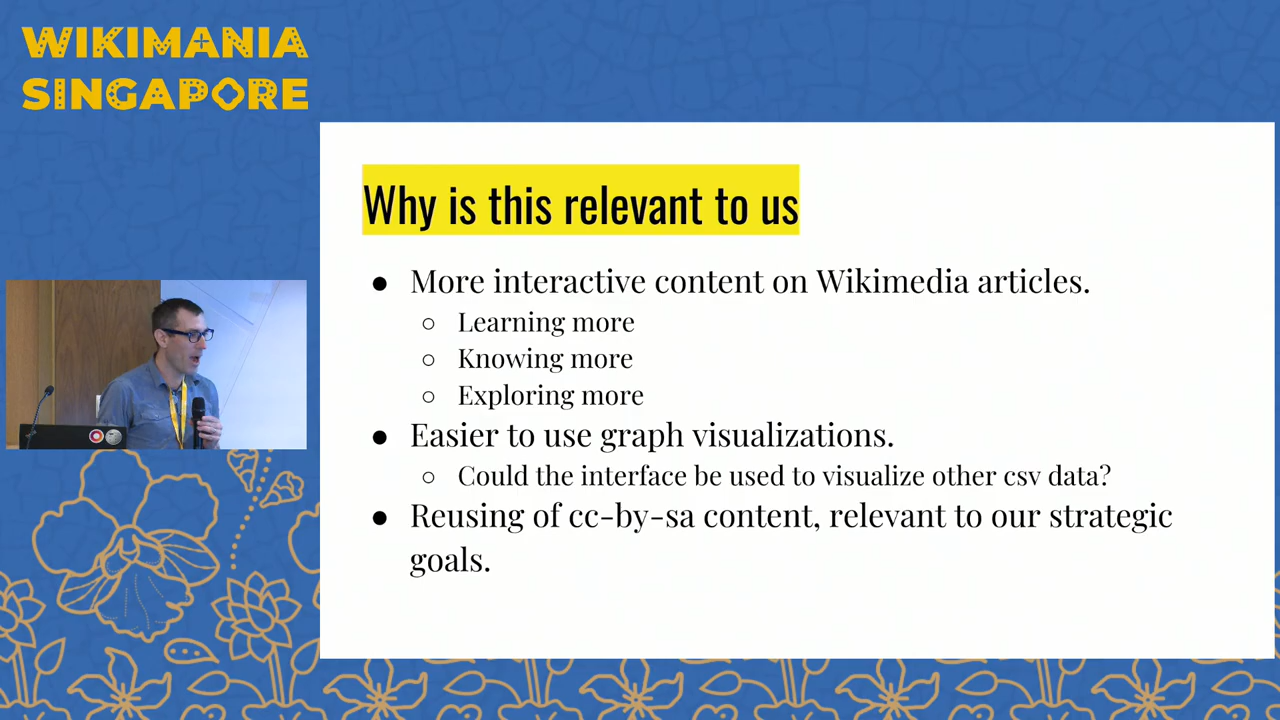 WIKIMANIA
SINGAPORE
Why is this relevant to us
● More interactive content on Wikimedia articles.
○ Learning more
○ Knowing more
○ Exploring more
● Easier to use graph visualizations.
○ Could the interface be used to visualize other csv data?
● Reusing of cc-by-sa content, relevant to our strategic
goals.